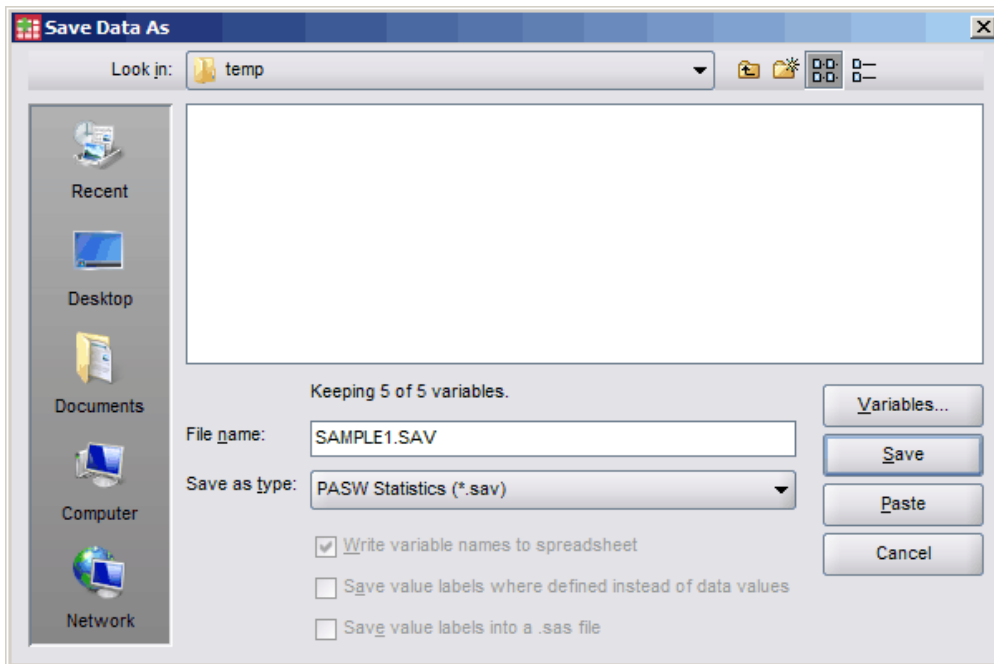 Save Data As
Look in: temp
Recent
Desktop
Documents
Computer
Network
Keeping 5 of 5 variables.
File name: SAMPLE1.SAV
Save as type: PASW Statistics (*.sav)
Write variable names to spreadsheet
Save value labels where defined instead of data values
Save value labels into a .sas file
Variables...
Save
Paste
Cancel